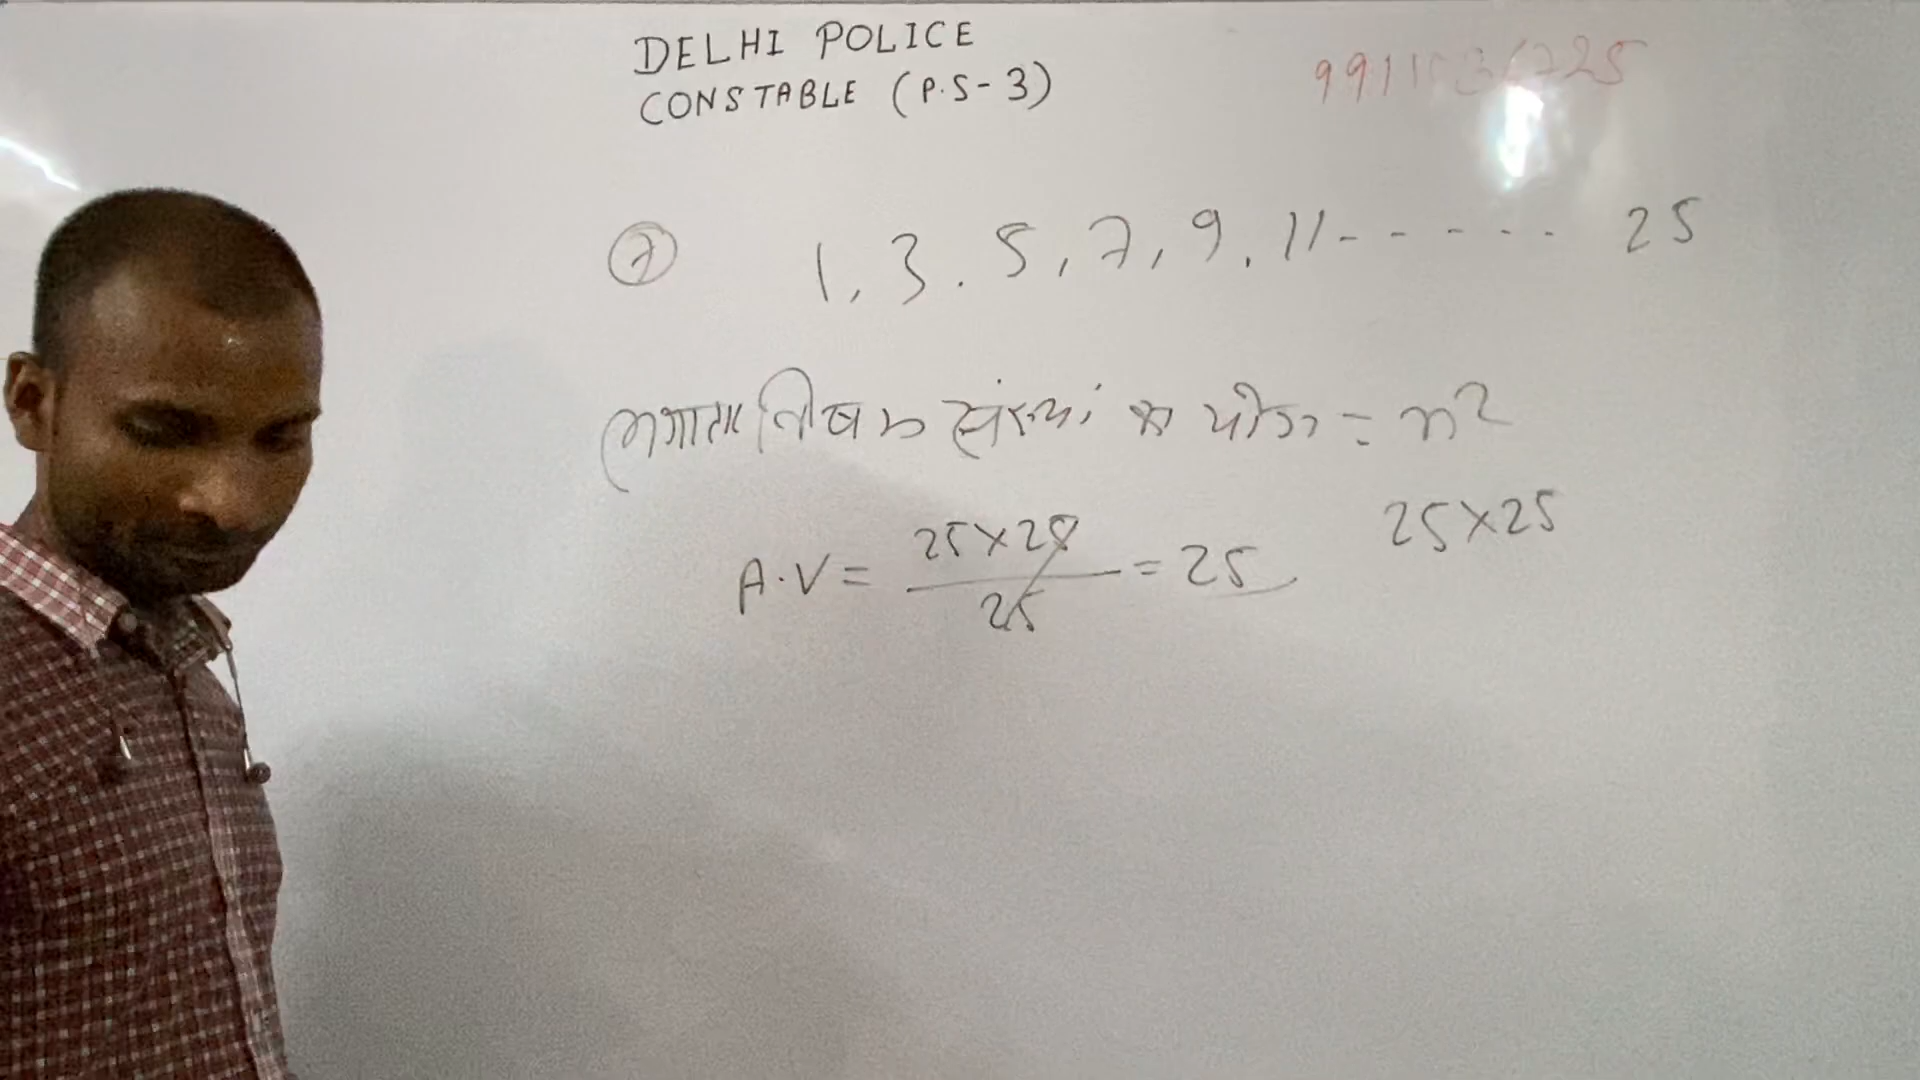 DELHI POLICE
CONSTABLE (P.S-3)
7 1, 3, 5, 7, 9, 11 - - - - - - 25
लगातार विषम संख्यां का योग = n2
25×25
A.V = 25×25 / 25 = 25